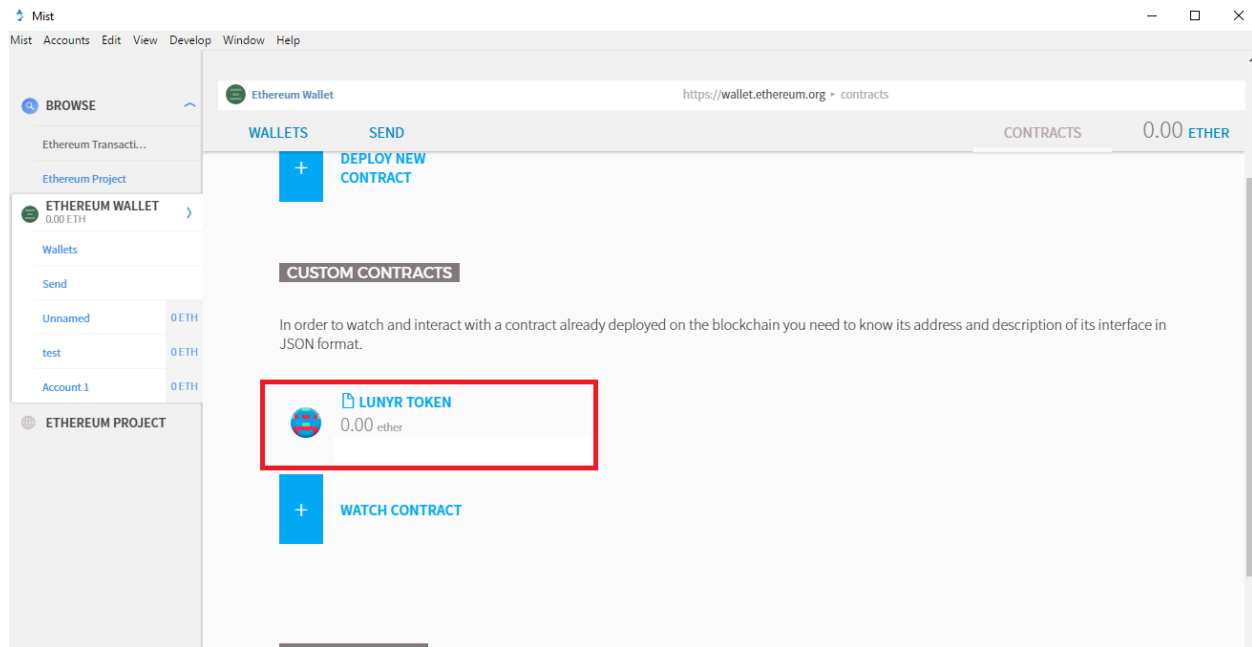 Mist
Mist Accounts Edit View Develop Window Help
BROWSE
Ethereum Transacti...
Ethereum Project
ETHEREUM WALLET
0.00 ETH
Wallets
Send
Unnamed 0 ETH
test 0 ETH
Account 1 0 ETH
ETHEREUM PROJECT
Ethereum Wallet https://wallet.ethereum.org ▸ contracts
WALLETS SEND CONTRACTS 0.00 ETHER
DEPLOY NEW
CONTRACT
CUSTOM CONTRACTS
In order to watch and interact with a contract already deployed on the blockchain you need to know its address and description of its interface in
JSON format.
LUNYR TOKEN
0.00 ether
WATCH CONTRACT